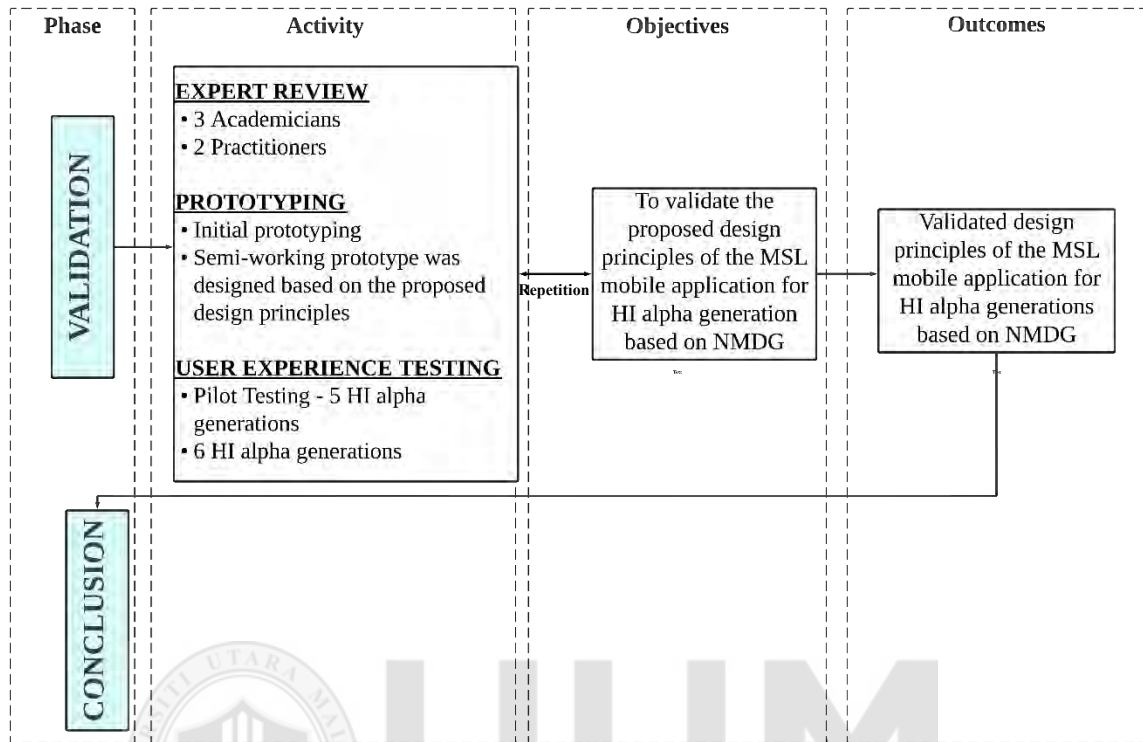 Phase
Activity
Objectives
Outcomes
VALIDATION
EXPERT REVIEW
• 3 Academicians
• 2 Practitioners
PROTOTYPING
• Initial prototyping
• Semi-working prototype was
designed based on the proposed
design principles
USER EXPERIENCE TESTING
• Pilot Testing - 5 HI alpha
generations
• 6 HI alpha generations
Repetition
To validate the
proposed design
principles of the MSL
mobile application for
HI alpha generation
based on NMDG
Validated design
principles of the MSL
mobile application for
HI alpha generations
based on NMDG
Text
CONCLUSION
UTARA
UUM